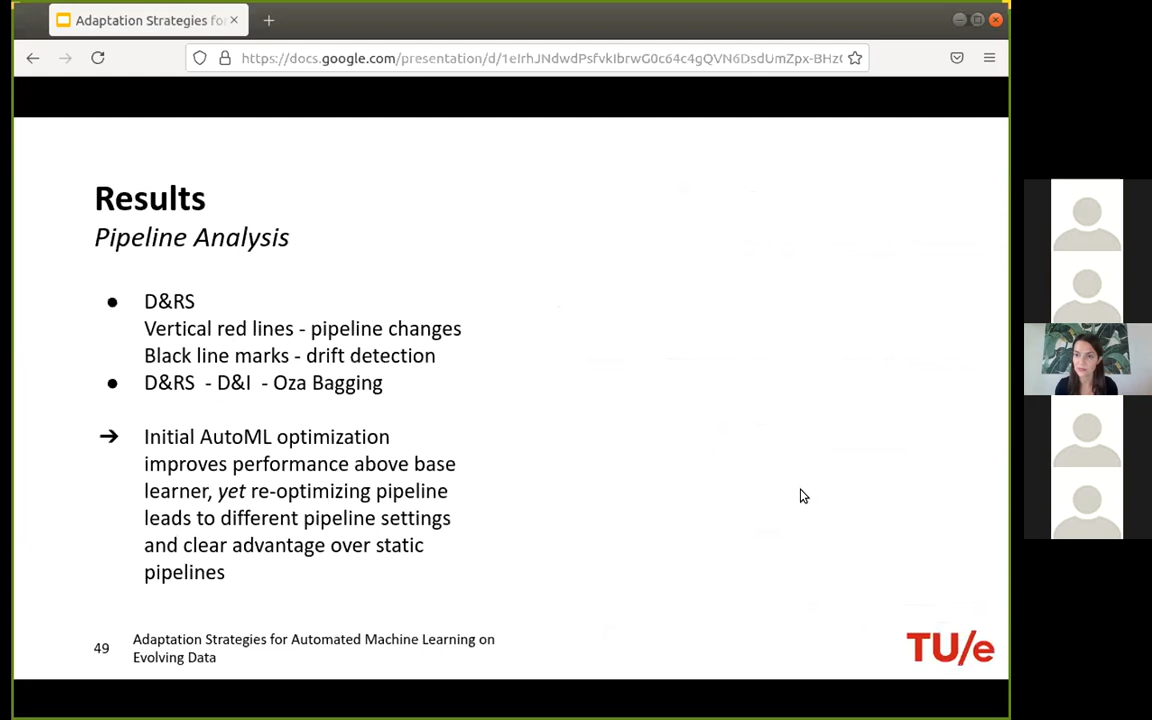 Adaptation Strategies fo
https://docs.google.com/presentation/d/1eIrhJNdwdPsfvkIbrwG0c64c4gQVN6DsdUmZpx-BHz
Results
Pipeline Analysis
● D&RS
Vertical red lines - pipeline changes
Black line marks - drift detection
● D&RS - D&I - Oza Bagging
➔ Initial AutoML optimization
improves performance above base
learner, yet re-optimizing pipeline
leads to different pipeline settings
and clear advantage over static
pipelines
49
Adaptation Strategies for Automated Machine Learning on
Evolving Data
TU/e